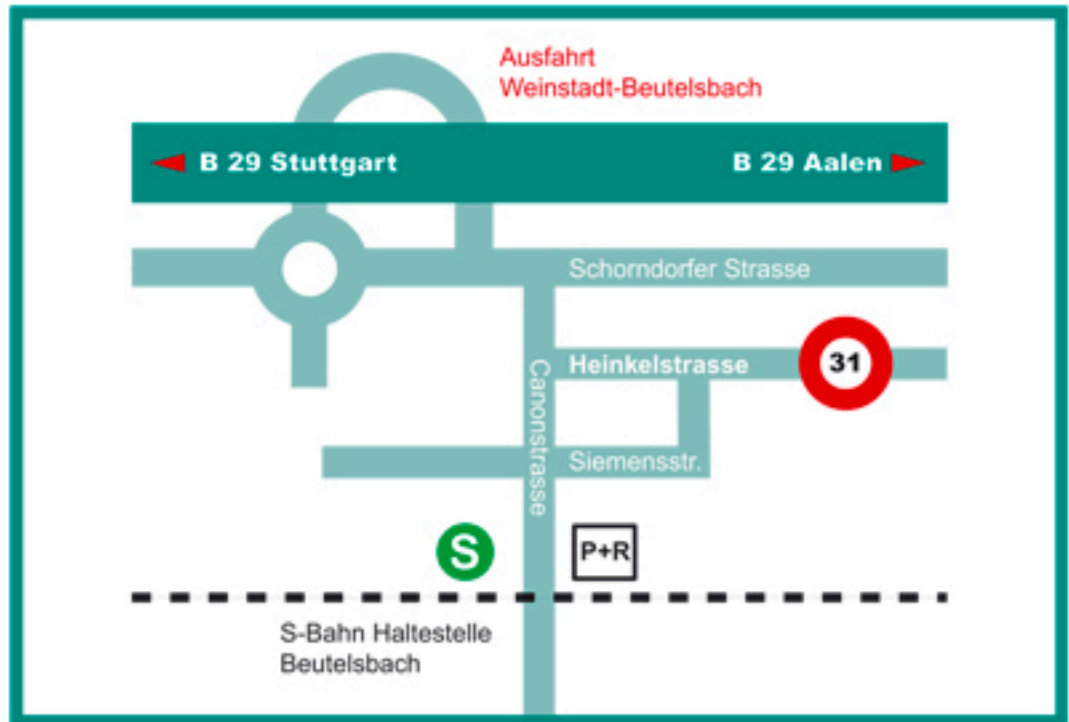 Ausfahrt
Weinstadt-Beutelsbach
B 29 Stuttgart
B 29 Aalen
Schorndorfer Strasse
Heinkelstrasse
31
Canonstrasse
Siemensstr.
S
P+R
S-Bahn Haltestelle
Beutelsbach